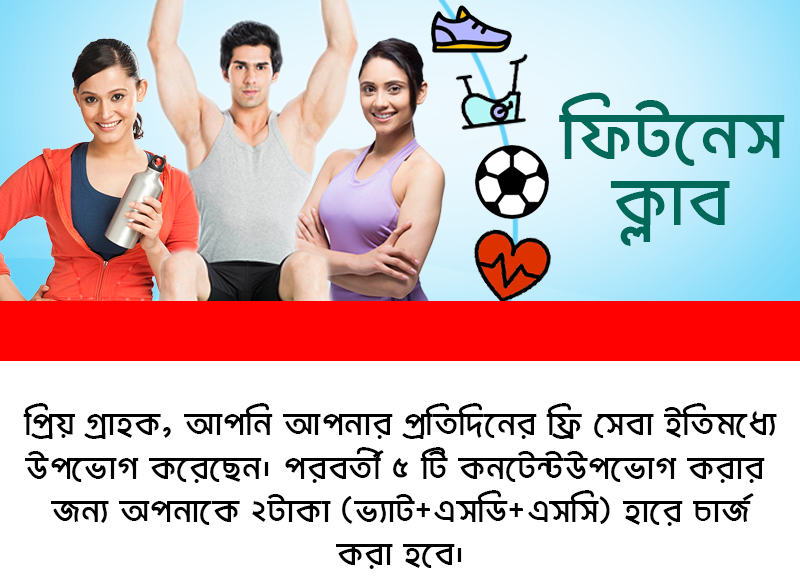 ফিটনেস
ক্লাব
প্রিয় গ্রাহক, আপনি আপনার প্রতিদিনের ফ্রি সেবা ইতিমধ্যে
উপভোগ করেছেন। পরবর্তী ৫ টি কনটেন্টউপভোগ করার
জন্য অপনাকে ২টাকা (ভ্যাট+এসডি+এসসি) হারে চার্জ
করা হবে।